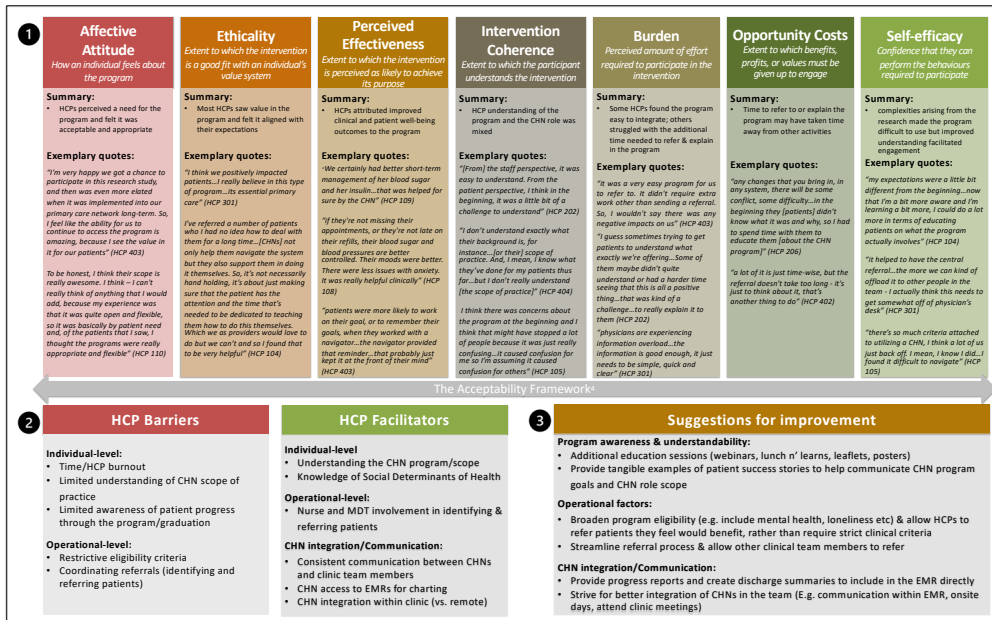 1
Affective
Attitude
How an individual feels about
the program
Summary:
• HCPs perceived a need for the
program and felt it was
acceptable and appropriate
Exemplary quotes:
"I'm very happy we got a chance to
participate in this research study,
and then was even more elated
when it was implemented into our
primary care network long-term. So,
I feel like the ability for us to
continue to access the program is
amazing, because I see the value in
it for our patients" (HCP 403)
To be honest, I think their scope is
really awesome. I think – I can't
really think of anything that I would
add, because my experience was
that it was quite open and flexible,
so it was basically by patient need
and, of the patients that I saw, I
thought the programs were really
appropriate and flexible" (HCP 110)
Ethicality
Extent to which the intervention
is a good fit with an individual's
value system
Summary:
• Most HCPs saw value in the
program and felt it aligned with
their expectations
Exemplary quotes:
"I think we positively impacted
patients...I really believe in this type
of program...its essential primary
care" (HCP 301)
I've referred a number of patients
who I had no idea how to deal with
them for a long time...[CHNs] not
only help them navigate the system
but they also support them in doing
it themselves. So, it's not necessarily
hand holding, it's about just making
sure that the patient has the
attention and the time that's
needed to be dedicated to teaching
them how to do this themselves.
Which we as providers would love to
do but we can't and so I found that
to be very helpful" (HCP 104)
Perceived
Effectiveness
Extent to which the intervention
is perceived as likely to achieve
its purpose
Summary:
• HCPs attributed improved
clinical and patient well-being
outcomes to the program
Exemplary quotes:
"We certainly had better short-term
management of her blood sugar
and her insulin...that was helped for
sure by the CHN" (HCP 109)
"if they're not missing their
appointments, or they're not late on
their refills, their blood sugar and
blood pressures are better
controlled. Their moods were better.
There were less issues with anxiety.
It was really helpful clinically" (HCP
108)
"patients were more likely to work
on their goal, or to remember their
goals, when they worked with a
navigator...the navigator provided
that reminder...that probably just
kept it at the front of their mind"
(HCP 403)
Intervention
Coherence
Extent to which the participant
understands the intervention
Summary:
• HCP understanding of the
program and the CHN role was
mixed
Exemplary quotes:
"[From] the staff perspective, it was
easy to understand. From the
patient perspective, I think in the
beginning, it was a little bit of a
challenge to understand" (HCP 202)
"I don't understand exactly what
their background is, for
instance...[or their] scope of
practice. And, I mean, I know what
they've done for my patients thus
far...but I don't really understand
[the scope of practice]" (HCP 404)
I think there was concerns about
the program at the beginning and I
think that might have stopped a lot
of people because it was just really
confusing...it caused confusion for
me so I'm assuming it caused
confusion for others" (HCP 105)
Burden
Perceived amount of effort
required to participate in the
intervention
Summary:
• Some HCPs found the program
easy to integrate; others
struggled with the additional
time needed to refer & explain
in the program
Exemplary quotes:
"it was a very easy program for us
to refer to. It didn't require extra
work other than sending a referral.
So, I wouldn't say there was any
negative impacts on us" (HCP 403)
"I guess sometimes trying to get
patients to understand what
exactly we're offering...Some of
them maybe didn't quite
understand or had a harder time
seeing that this is all a positive
thing...that was kind of a
challenge...to really explain it to
them" (HCP 202)
"physicians are experiencing
information overload...the
information is good enough, it just
needs to be simple, quick and
clear" (HCP 301)
Opportunity Costs
Extent to which benefits,
profits, or values must be
given up to engage
Summary:
• Time to refer to or explain the
program may have taken time
away from other activities
Exemplary quotes:
"any changes that you bring in, in
any system, there will be some
conflict, some difficulty...in the
beginning they [patients] didn't
know what it was and why, so I had
to spend time with them to
educate them [about the CHN
program]" (HCP 206)
"a lot of it is just time-wise, but the
referral doesn't take too long - it's
just to think about it, that's
another thing to do" (HCP 402)
Self-efficacy
Confidence that they can
perform the behaviours
required to participate
Summary:
• complexities arising from the
research made the program
difficult to use but improved
understanding facilitated
engagement
Exemplary quotes:
"my expectations were a little bit
different from the beginning...now
that I'm a bit more aware and I'm
learning a bit more, I could do a lot
more in terms of educating
patients on what the program
actually involves" (HCP 104)
"it helped to have the central
referral...the more we can kind of
offload it to other people in the
team - I actually think this needs to
get somewhat off of physician's
desk" (HCP 301)
"there's so much criteria attached
to utilizing a CHN, I think a lot of us
just back off. I mean, I know I did...I
found it difficult to navigate" (HCP
105)
The Acceptability Framework4
2
HCP Barriers
Individual-level:
• Time/HCP burnout
• Limited understanding of CHN scope of
practice
• Limited awareness of patient progress
through the program/graduation
Operational-level:
• Restrictive eligibility criteria
• Coordinating referrals (identifying and
referring patients)
HCP Facilitators
Individual-level
• Understanding the CHN program/scope
• Knowledge of Social Determinants of Health
Operational-level:
• Nurse and MDT involvement in identifying &
referring patients
CHN integration/Communication:
• Consistent communication between CHNs
and clinic team members
• CHN access to EMRs for charting
• CHN integration within clinic (vs. remote)
3
Suggestions for improvement
Program awareness & understandability:
• Additional education sessions (webinars, lunch n' learns, leaflets, posters)
• Provide tangible examples of patient success stories to help communicate CHN program
goals and CHN role scope
Operational factors:
• Broaden program eligibility (e.g. include mental health, loneliness etc) & allow HCPs to
refer patients they feel would benefit, rather than require strict clinical criteria
• Streamline referral process & allow other clinical team members to refer
CHN integration/Communication:
• Provide progress reports and create discharge summaries to include in the EMR directly
• Strive for better integration of CHNs in the team (E.g. communication within EMR, onsite
days, attend clinic meetings)